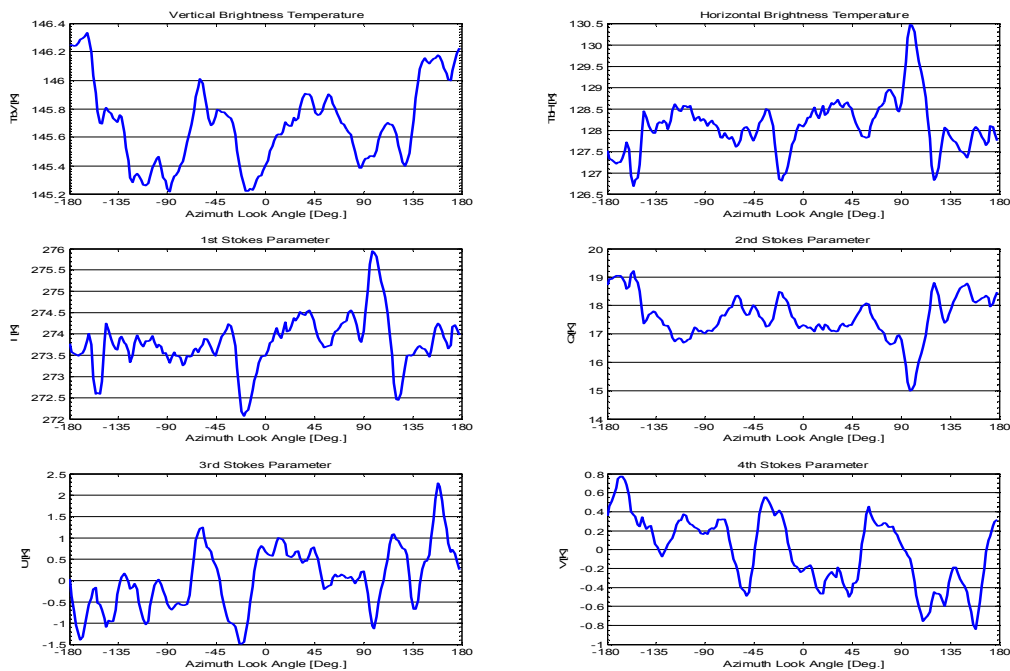 Vertical Brightness Temperature
Horizontal Brightness Temperature
146.4
146.2
146
145.8
145.6
145.4
145.2
TBV[K]
-180 -135 -90 -45 0 45 90 135 180
Azimuth Look Angle [Deg.]
130.5
130
129.5
129
128.5
128
127.5
127
126.5
-180 -135 -90 -45 0 45 90 135 180
Azimuth Look Angle [Deg.]
1st Stokes Parameter
2nd Stokes Parameter
276
275.5
275
274.5
274
273.5
273
272.5
272
I [K]
-180 -135 -90 -45 0 45 90 135 180
Azimuth Look Angle [Deg.]
20
19
18
17
16
15
14
Q[K]
-180 -135 -90 -45 0 45 90 135 180
Azimuth Look Angle [Deg.]
3rd Stokes Parameter
4th Stokes Parameter
2.5
2
1.5
1
0.5
0
-0.5
-1
-1.5
U[K]
-180 -135 -90 -45 0 45 90 135 180
Azimuth Look Angle [Deg.]
0.8
0.6
0.4
0.2
0
-0.2
-0.4
-0.6
-0.8
-1
V[K]
-180 -135 -90 -45 0 45 90 135 180
Azimuth Look Angle [Deg.]